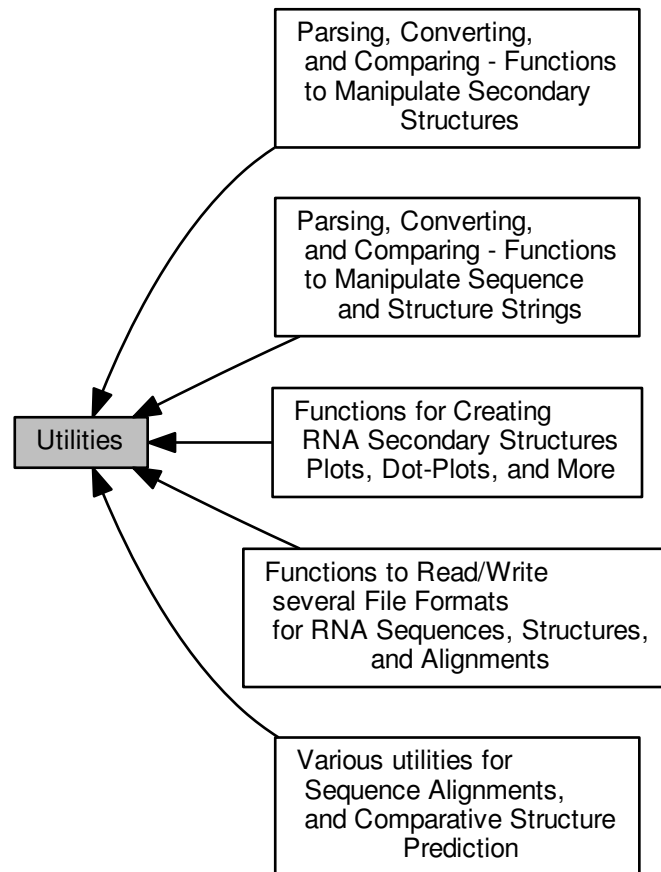 Parsing, Converting,
and Comparing - Functions
to Manipulate Secondary
Structures
Parsing, Converting,
and Comparing - Functions
to Manipulate Sequence
and Structure Strings
Utilities
Functions for Creating
RNA Secondary Structures
Plots, Dot-Plots, and More
Functions to Read/Write
several File Formats
for RNA Sequences, Structures,
and Alignments
Various utilities for
Sequence Alignments,
and Comparative Structure
Prediction